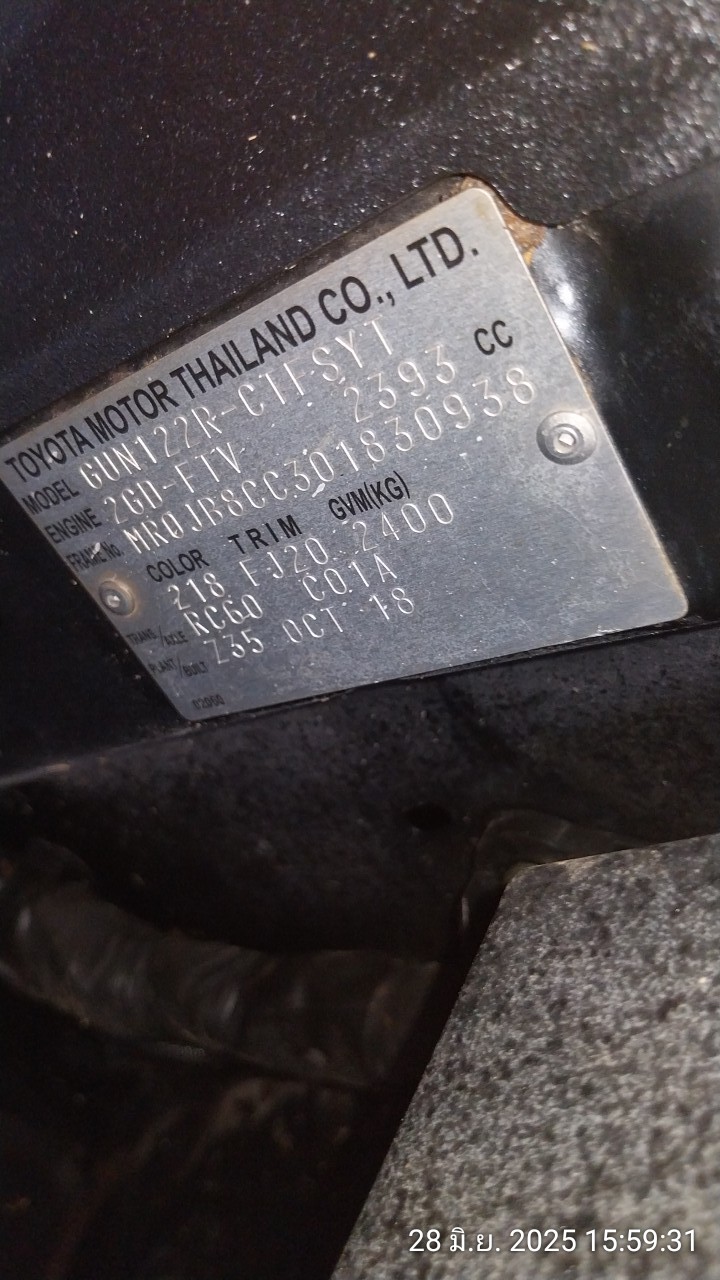 TOYOTA MOTOR THAILAND CO., LTD.
MODEL GUN122R-CTFSYT
ENGINE 2GD-FTV 2393 CC
FRAME No. MR0JB8CC301830938
COLOR TRIM GVM(KG)
218 FJ20 2400
TRANS/AXLE RC60 C01A
PLANT/BUILT Z35 OCT 18
28 มิ.ย. 2025 15:59:31